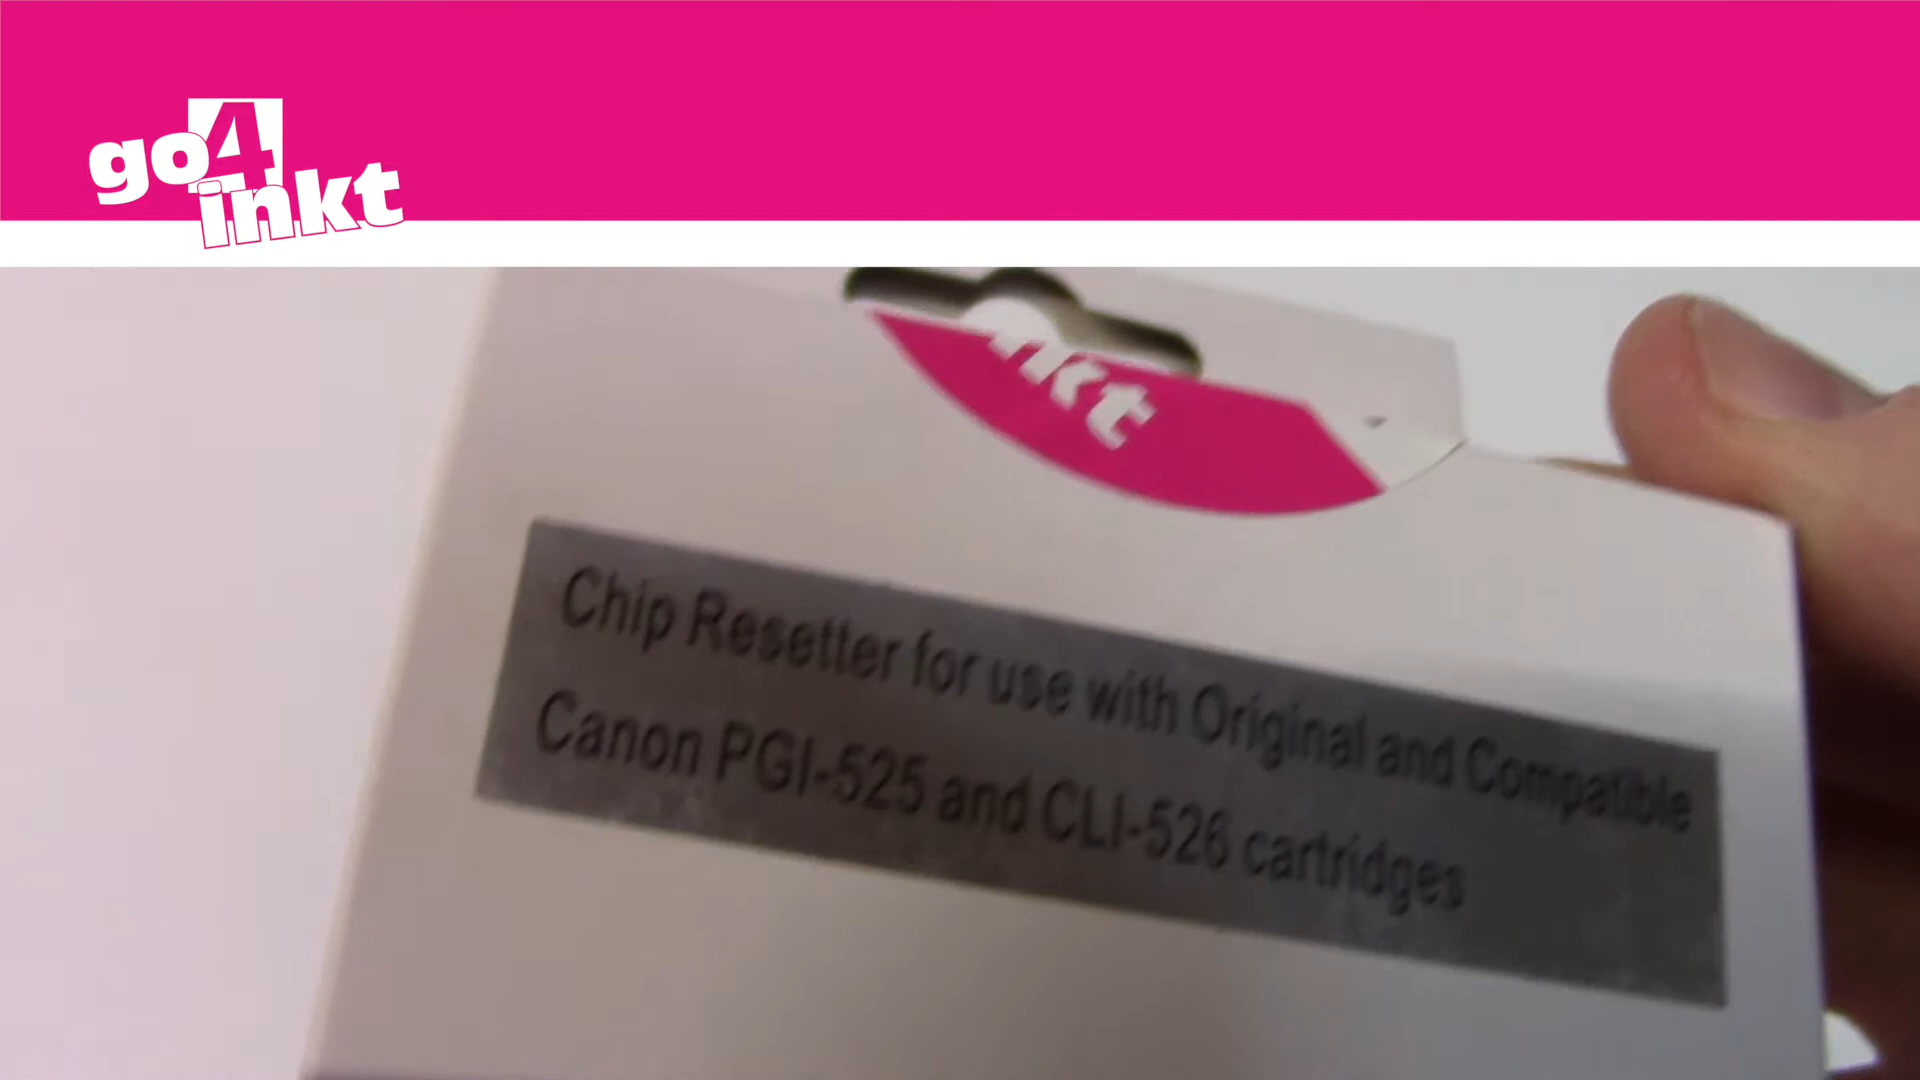 go4
inkt
nkt
Chip Resetter for use with Original and Compatible
Canon PGI-525 and CLI-526 cartridges